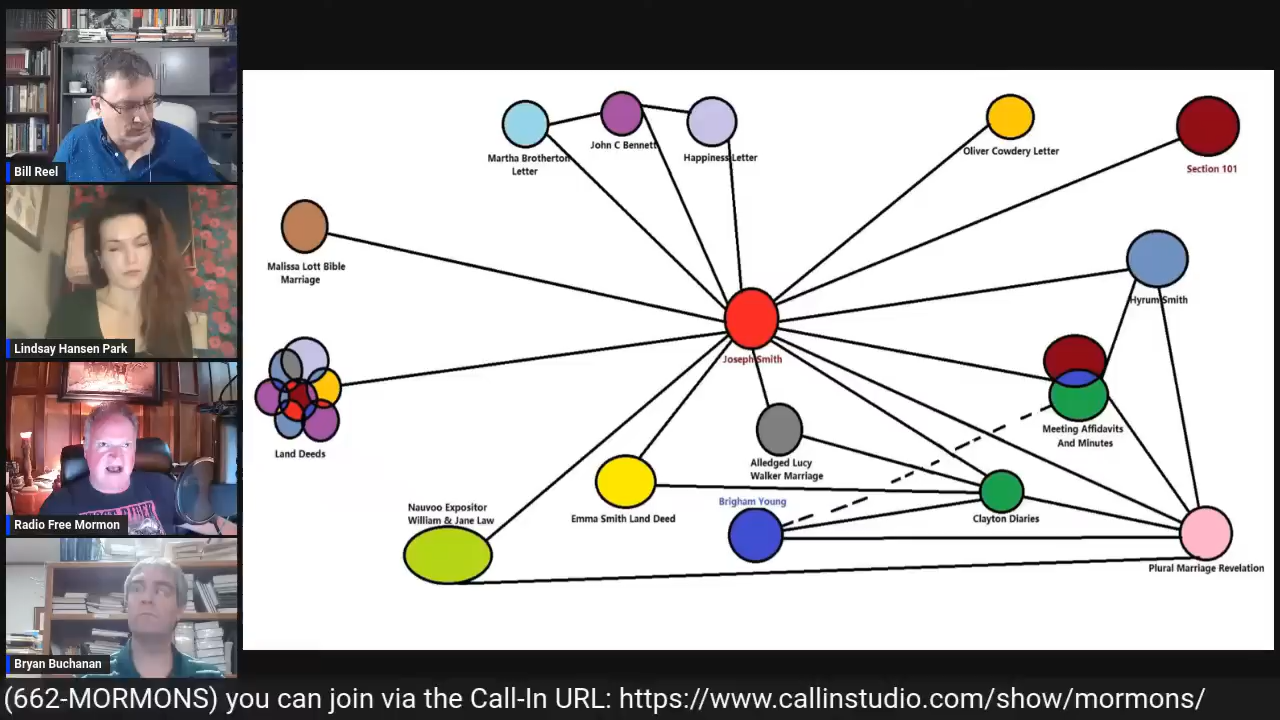 Bill Reel
Lindsay Hansen Park
Radio Free Mormon
Bryan Buchanan
Martha Brotherton
Letter
John C Bennett
Happiness Letter
Oliver Cowdery Letter
Section 101
Malissa Lott Bible
Marriage
Hyrum Smith
Joseph Smith
Land Deeds
Meeting Affidavits
And Minutes
Alledged Lucy
Walker Marriage
Nauvoo Expositor
William & Jane Law
Emma Smith Land Deed
Brigham Young
Clayton Diaries
Plural Marriage Revelation
(662-MORMONS) you can join via the Call-In URL: https://www.callinstudio.com/show/mormons/